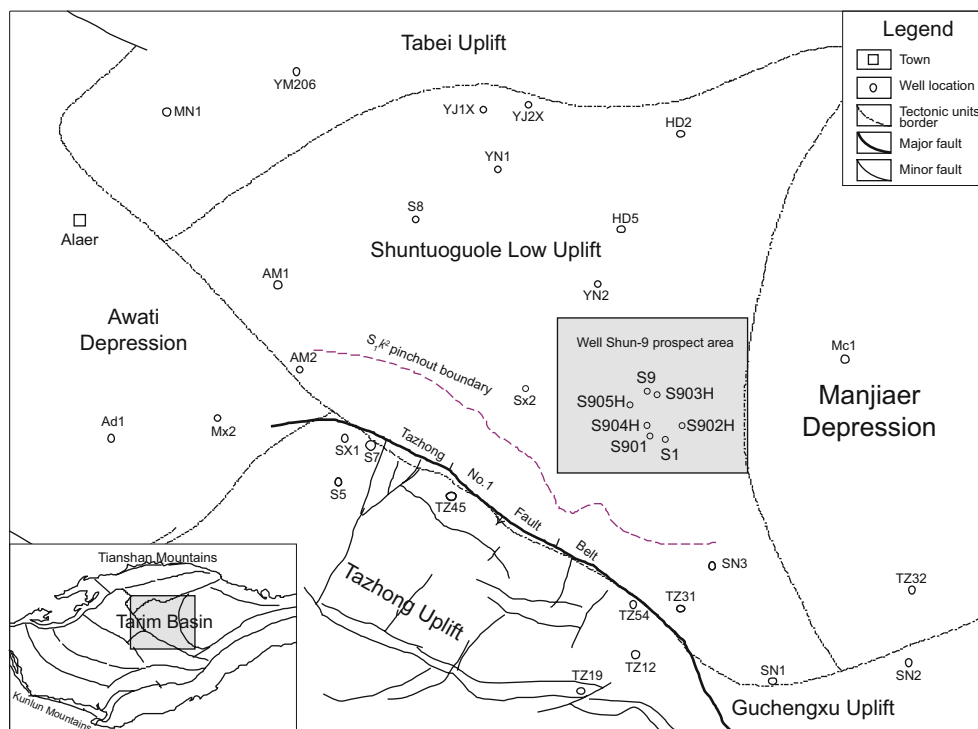 Tabei Uplift
Legend
Town
Well location
Tectonic units
border
Major fault
Minor fault
YM206
MN1
YJ1X
YJ2X
HD2
YN1
S8
HD5
Alaer
Shuntuoguole Low Uplift
AM1
YN2
Awati
Depression
S₁k² pinchout boundary
Well Shun-9 prospect area
Mc1
AM2
Sx2
S9
S903H
S905H
Manjiaer
Depression
Ad1
Mx2
S904H
S902H
S901
S1
SX1
S7
Tazhong No.1 Fault Belt
S5
TZ45
Tianshan Mountains
Tarim Basin
Kunlun Mountains
Tazhong Uplift
SN3
TZ32
TZ54
TZ31
TZ12
TZ19
SN1
SN2
Guchengxu Uplift